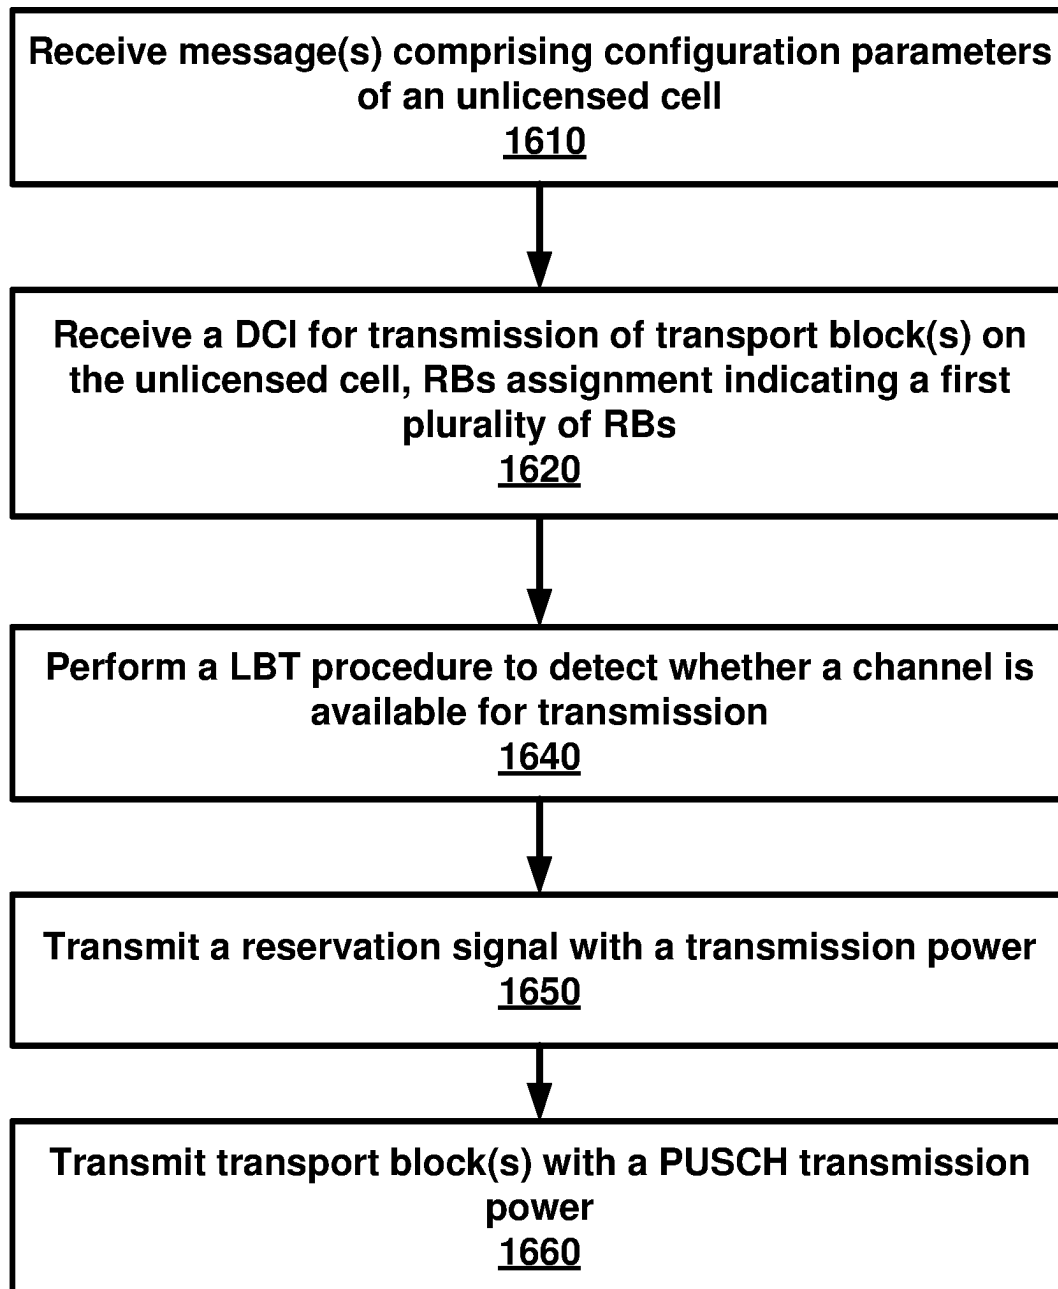 Receive message(s) comprising configuration parameters
of an unlicensed cell
1610
Receive a DCI for transmission of transport block(s) on
the unlicensed cell, RBs assignment indicating a first
plurality of RBs
1620
Perform a LBT procedure to detect whether a channel is
available for transmission
1640
Transmit a reservation signal with a transmission power
1650
Transmit transport block(s) with a PUSCH transmission
power
1660